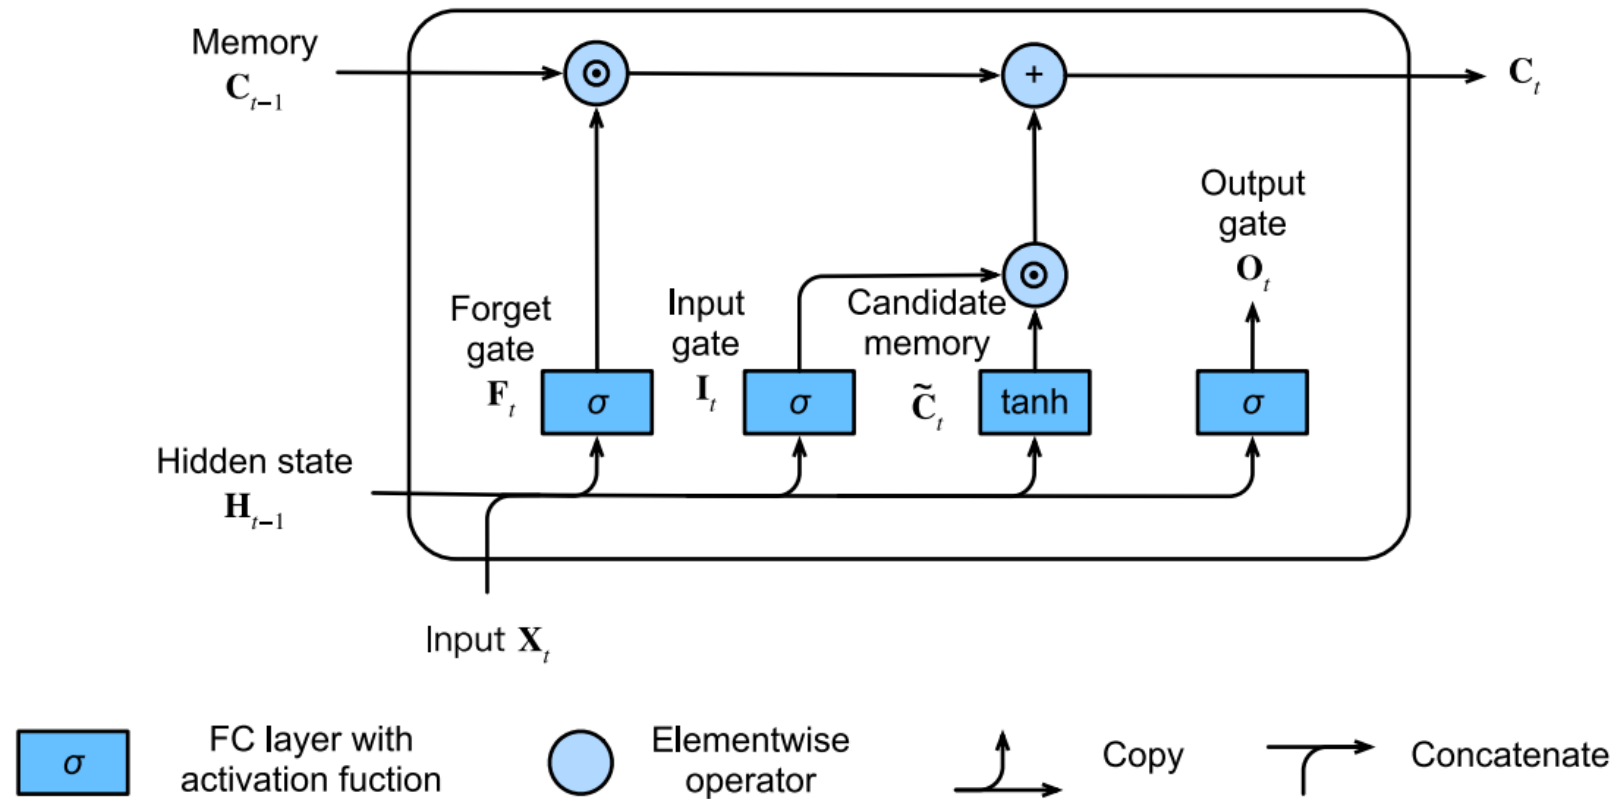 Memory
C_{t−1}
⊙
+
C_t
Output
gate
O_t
⊙
Forget
gate
F_t
Input
gate
I_t
Candidate
memory
C̃_t
σ
σ
tanh
σ
Hidden state
H_{t−1}
Input X_t
σ
FC layer with
activation fuction
Elementwise
operator
Copy
Concatenate